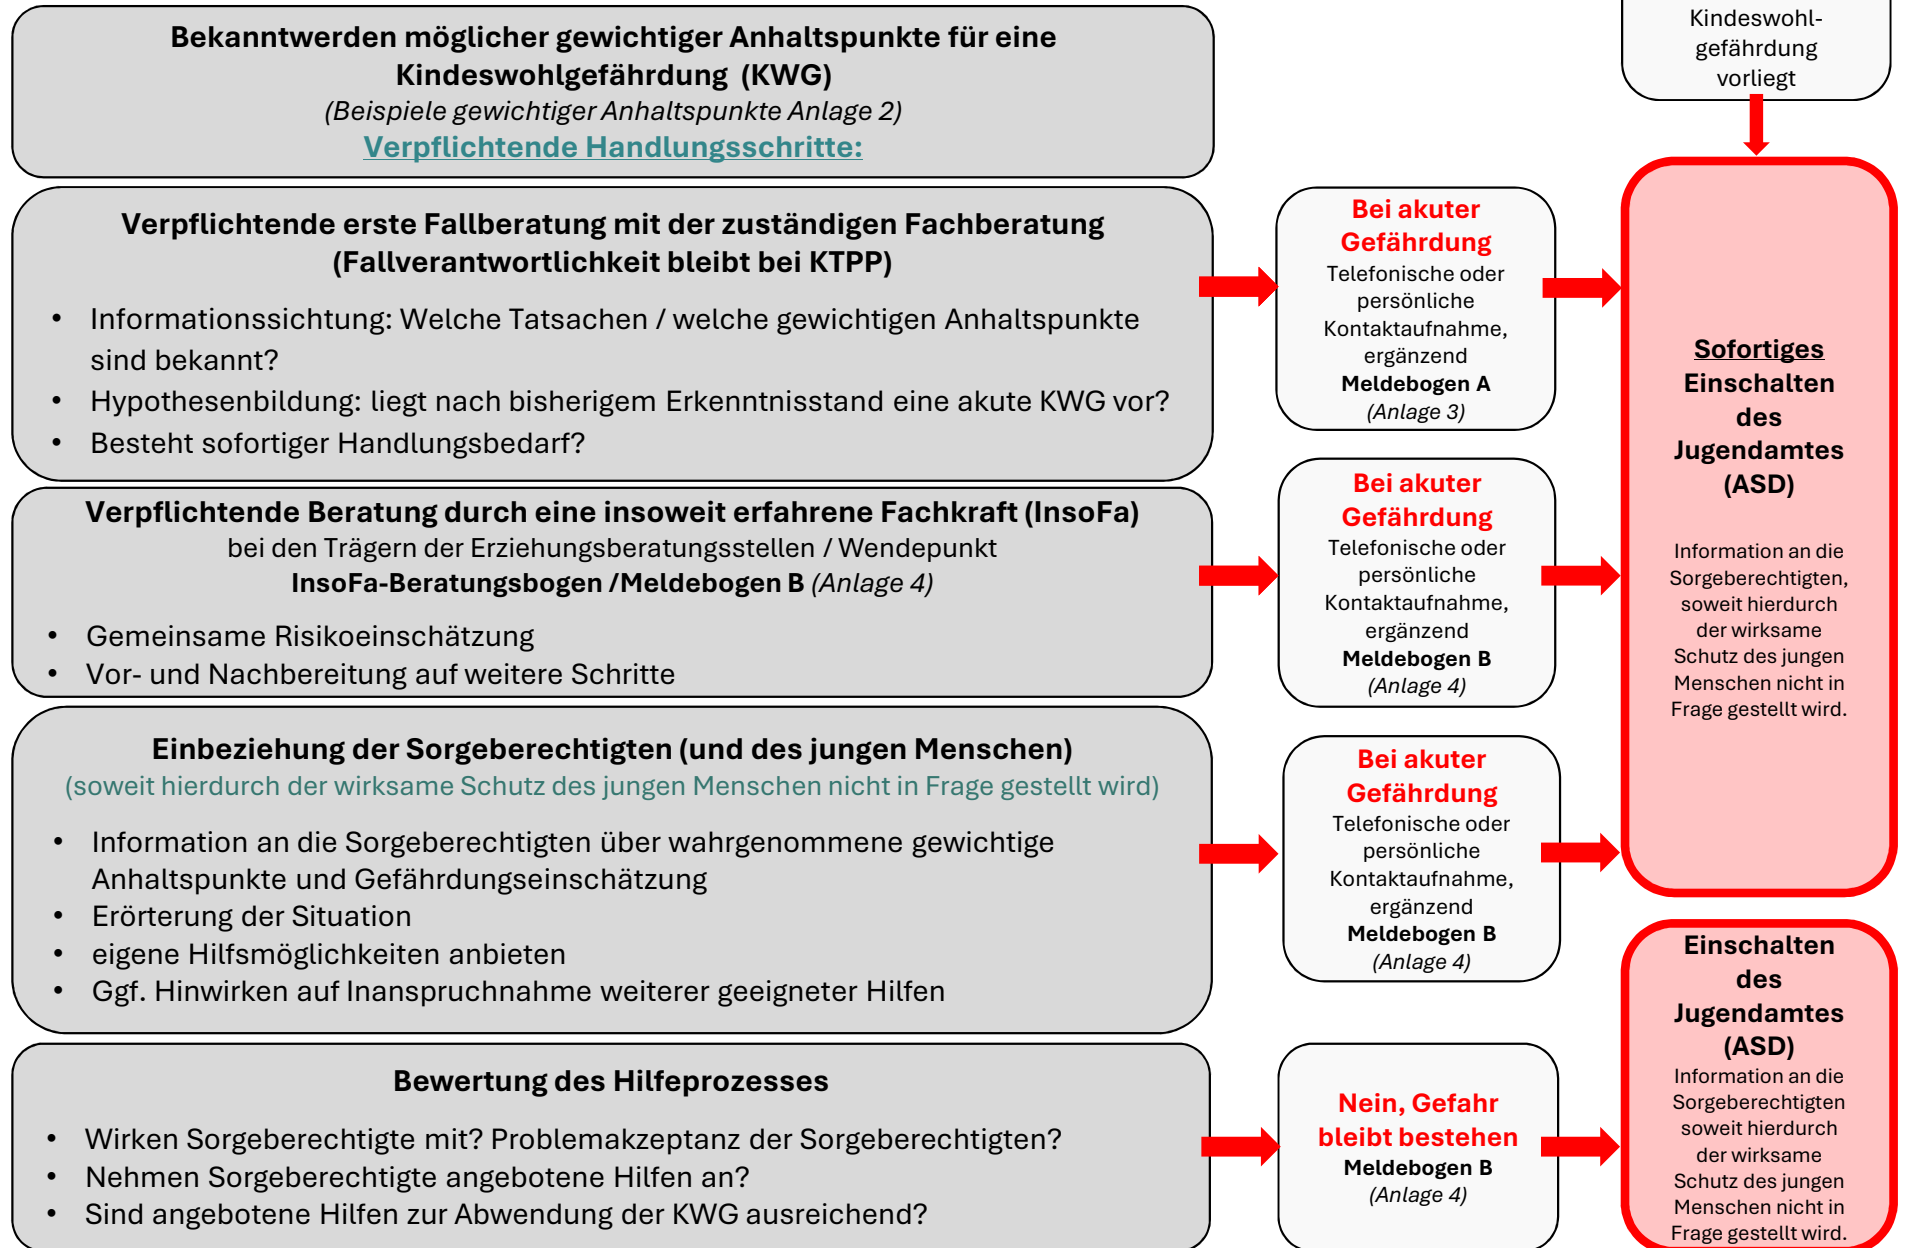 Bekanntwerden möglicher gewichtiger Anhaltspunkte für eine
Kindeswohlgefährdung (KWG)
(Beispiele gewichtiger Anhaltspunkte Anlage 2)
Verpflichtende Handlungsschritte:
Kindeswohl-
gefährdung
vorliegt
Verpflichtende erste Fallberatung mit der zuständigen Fachberatung
(Fallverantwortlichkeit bleibt bei KTPP)
• Informationssichtung: Welche Tatsachen / welche gewichtigen Anhaltspunkte
sind bekannt?
• Hypothesenbildung: liegt nach bisherigem Erkenntnisstand eine akute KWG vor?
• Besteht sofortiger Handlungsbedarf?
Bei akuter
Gefährdung
Telefonische oder
persönliche
Kontaktaufnahme,
ergänzend
Meldebogen A
(Anlage 3)
Sofortiges
Einschalten
des
Jugendamtes
(ASD)
Information an die
Sorgeberechtigten,
soweit hierdurch
der wirksame
Schutz des jungen
Menschen nicht in
Frage gestellt wird.
Verpflichtende Beratung durch eine insoweit erfahrene Fachkraft (InsoFa)
bei den Trägern der Erziehungsberatungsstellen / Wendepunkt
InsoFa-Beratungsbogen /Meldebogen B (Anlage 4)
• Gemeinsame Risikoeinschätzung
• Vor- und Nachbereitung auf weitere Schritte
Bei akuter
Gefährdung
Telefonische oder
persönliche
Kontaktaufnahme,
ergänzend
Meldebogen B
(Anlage 4)
Einbeziehung der Sorgeberechtigten (und des jungen Menschen)
(soweit hierdurch der wirksame Schutz des jungen Menschen nicht in Frage gestellt wird)
• Information an die Sorgeberechtigten über wahrgenommene gewichtige
Anhaltspunkte und Gefährdungseinschätzung
• Erörterung der Situation
• eigene Hilfsmöglichkeiten anbieten
• Ggf. Hinwirken auf Inanspruchnahme weiterer geeigneter Hilfen
Bei akuter
Gefährdung
Telefonische oder
persönliche
Kontaktaufnahme,
ergänzend
Meldebogen B
(Anlage 4)
Bewertung des Hilfeprozesses
• Wirken Sorgeberechtigte mit? Problemakzeptanz der Sorgeberechtigten?
• Nehmen Sorgeberechtigte angebotene Hilfen an?
• Sind angebotene Hilfen zur Abwendung der KWG ausreichend?
Nein, Gefahr
bleibt bestehen
Meldebogen B
(Anlage 4)
Einschalten
des
Jugendamtes
(ASD)
Information an die
Sorgeberechtigten
soweit hierdurch
der wirksame
Schutz des jungen
Menschen nicht in
Frage gestellt wird.